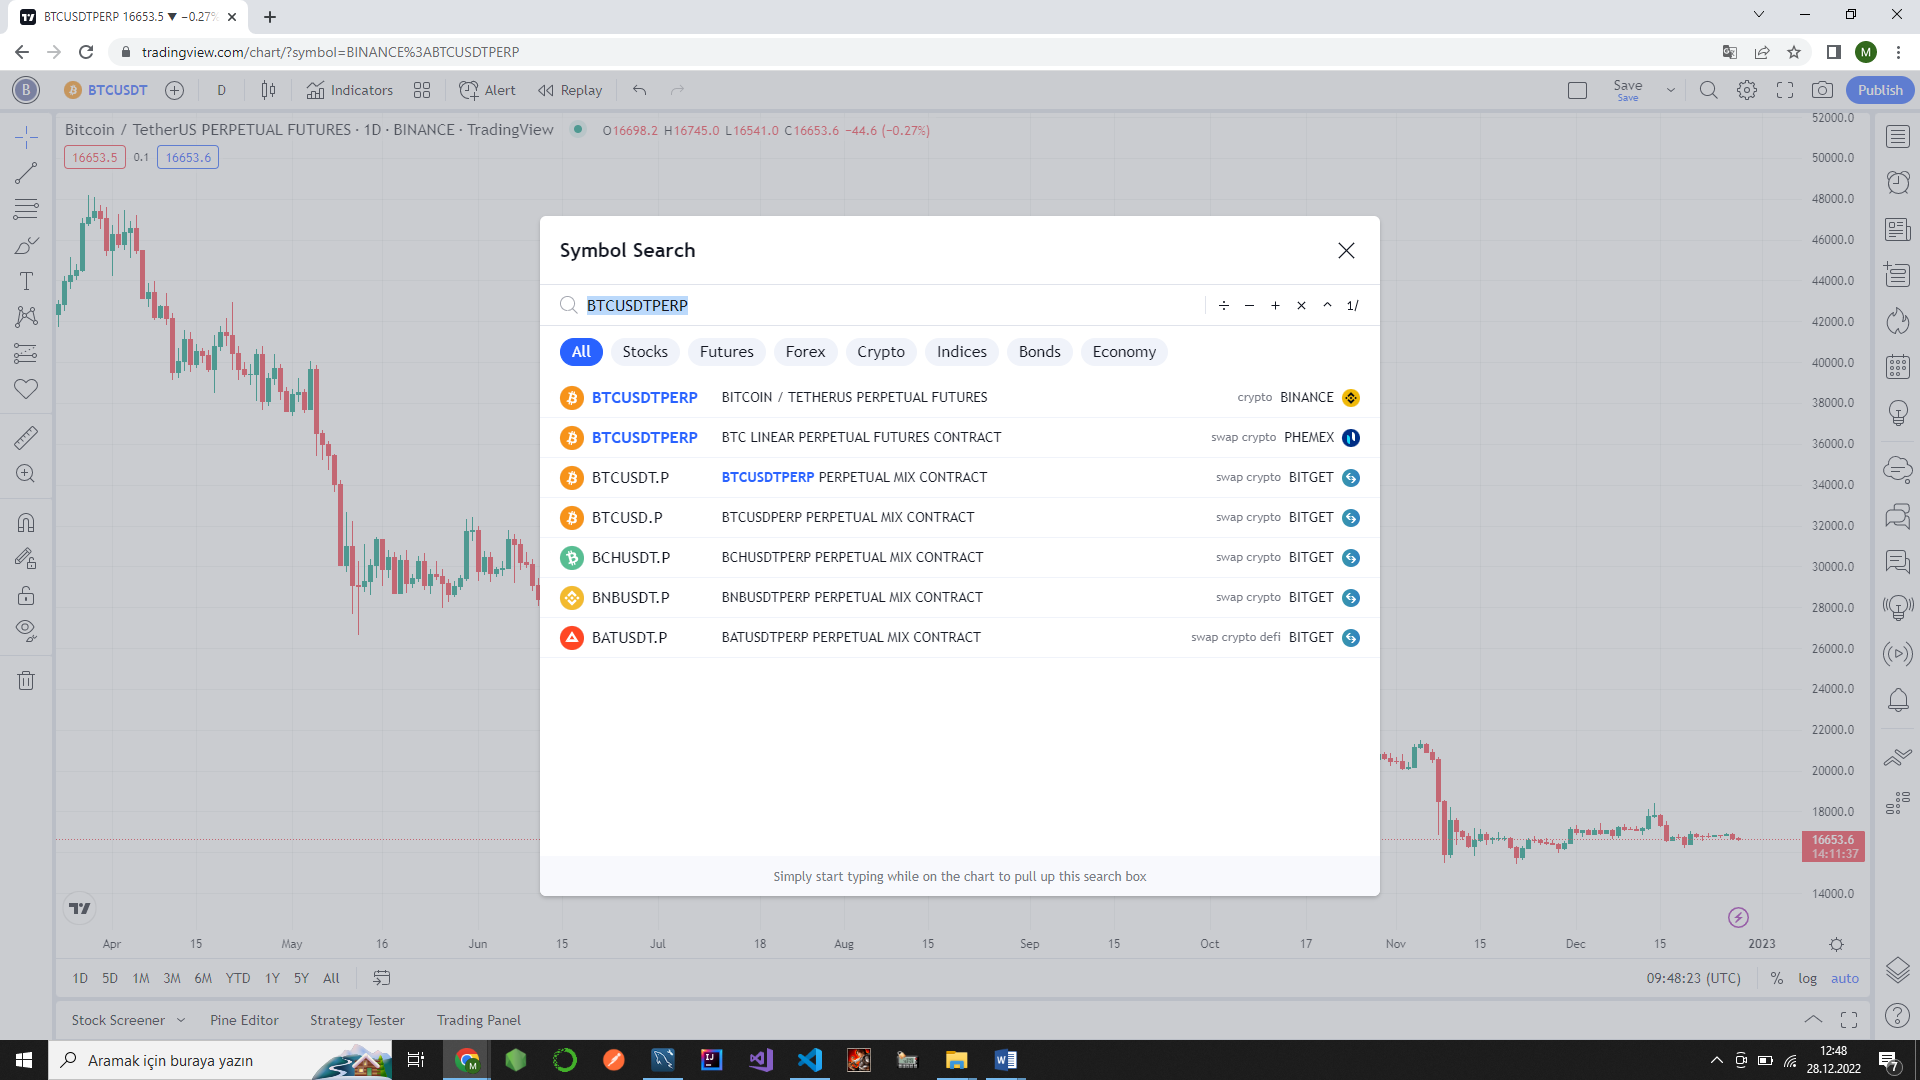 BTCUSDTPERP 16653.5 ▼ −0.27%
tradingview.com/chart/?symbol=BINANCE%3ABTCUSDTPERP
M
B BTCUSDT D Indicators Alert Replay Save Save Publish
Bitcoin / TetherUS PERPETUAL FUTURES · 1D · BINANCE · TradingView O16698.2 H16745.0 L16541.0 C16653.6 −44.6 (−0.27%)
16653.5 0.1 16653.6
Symbol Search
BTCUSDTPERP ÷ − + × ^ 1/
All Stocks Futures Forex Crypto Indices Bonds Economy
BTCUSDTPERP BITCOIN / TETHERUS PERPETUAL FUTURES crypto BINANCE
BTCUSDTPERP BTC LINEAR PERPETUAL FUTURES CONTRACT swap crypto PHEMEX
BTCUSDT.P BTCUSDTPERP PERPETUAL MIX CONTRACT swap crypto BITGET
BTCUSD.P BTCUSDPERP PERPETUAL MIX CONTRACT swap crypto BITGET
BCHUSDT.P BCHUSDTPERP PERPETUAL MIX CONTRACT swap crypto BITGET
BNBUSDT.P BNBUSDTPERP PERPETUAL MIX CONTRACT swap crypto BITGET
BATUSDT.P BATUSDTPERP PERPETUAL MIX CONTRACT swap crypto defi BITGET
Simply start typing while on the chart to pull up this search box
52000.0
50000.0
48000.0
46000.0
44000.0
42000.0
40000.0
38000.0
36000.0
34000.0
32000.0
30000.0
28000.0
26000.0
24000.0
22000.0
20000.0
18000.0
16653.6
14:11:37
14000.0
Apr 15 May 16 Jun 15 Jul 18 Aug 15 Sep 15 Oct 17 Nov 15 Dec 15 2023
1D 5D 1M 3M 6M YTD 1Y 5Y All 09:48:23 (UTC) % log auto
Stock Screener Pine Editor Strategy Tester Trading Panel
Aramak için buraya yazın
12:48
28.12.2022
7